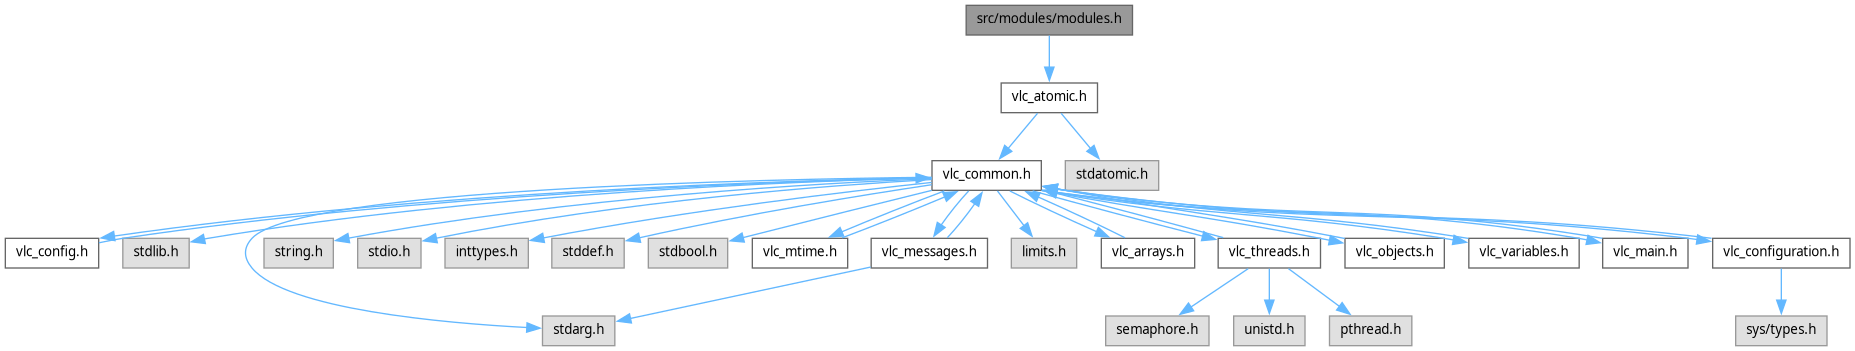 src/modules/modules.h
vlc_atomic.h
vlc_common.h
stdatomic.h
vlc_config.h
stdlib.h
string.h
stdio.h
inttypes.h
stddef.h
stdbool.h
vlc_mtime.h
vlc_messages.h
limits.h
vlc_arrays.h
vlc_threads.h
vlc_objects.h
vlc_variables.h
vlc_main.h
vlc_configuration.h
stdarg.h
semaphore.h
unistd.h
pthread.h
sys/types.h